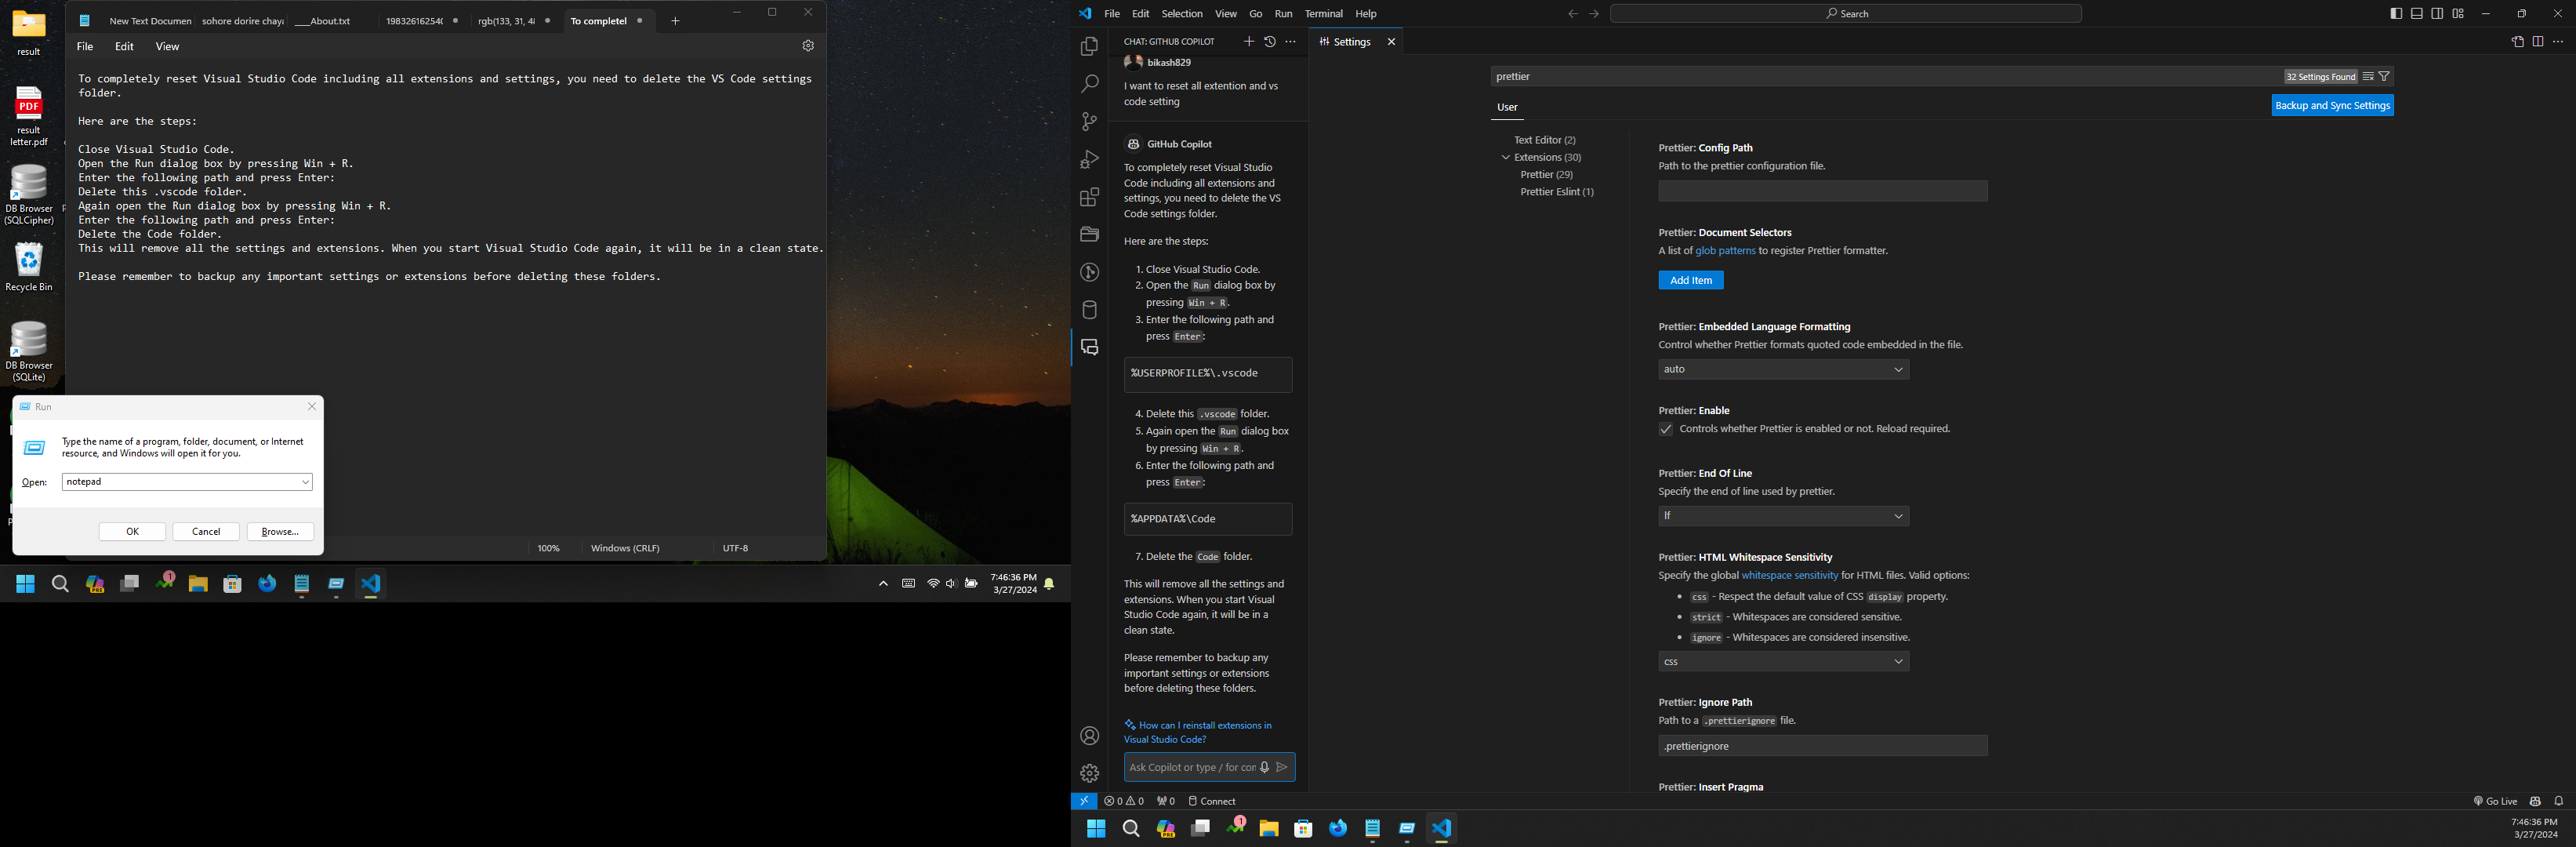 result
PDF
result
letter.pdf
DB Browser
(SQLCipher)
Recycle Bin
DB Browser
(SQLite)
New Text Documen
sohore dorire chayi
___About.txt
rgb(133, 31, 4
To completel
File Edit View
To completely reset Visual Studio Code including all extensions and settings, you need to delete the VS Code settings
folder.
Here are the steps:
Close Visual Studio Code.
Open the Run dialog box by pressing Win + R.
Enter the following path and press Enter:
Delete this .vscode folder.
Again open the Run dialog box by pressing Win + R.
Enter the following path and press Enter:
Delete the Code folder.
This will remove all the settings and extensions. When you start Visual Studio Code again, it will be in a clean state.
Please remember to backup any important settings or extensions before deleting these folders.
100% Windows (CRLF) UTF-8
Run
Type the name of a program, folder, document, or Internet
resource, and Windows will open it for you.
Open: notepad
OK Cancel Browse...
PRE
1
7:46:36 PM
3/27/2024
File Edit Selection View Go Run Terminal Help
Search
CHAT: GITHUB COPILOT
bikash829
I want to reset all extention and vs
code setting
GitHub Copilot
To completely reset Visual Studio
Code including all extensions and
settings, you need to delete the VS
Code settings folder.
Here are the steps:
1. Close Visual Studio Code.
2. Open the Run dialog box by
pressing Win + R.
3. Enter the following path and
press Enter:
%USERPROFILE%\.vscode
4. Delete this .vscode folder.
5. Again open the Run dialog box
by pressing Win + R.
6. Enter the following path and
press Enter:
%APPDATA%\Code
7. Delete the Code folder.
This will remove all the settings and
extensions. When you start Visual
Studio Code again, it will be in a
clean state.
Please remember to backup any
important settings or extensions
before deleting these folders.
How can I reinstall extensions in
Visual Studio Code?
Ask Copilot or type / for con
Settings
prettier
32 Settings Found
User
Backup and Sync Settings
Text Editor (2)
Extensions (30)
Prettier (29)
Prettier Eslint (1)
Prettier: Config Path
Path to the prettier configuration file.
Prettier: Document Selectors
A list of glob patterns to register Prettier formatter.
Add Item
Prettier: Embedded Language Formatting
Control whether Prettier formats quoted code embedded in the file.
auto
Prettier: Enable
Controls whether Prettier is enabled or not. Reload required.
Prettier: End Of Line
Specify the end of line used by prettier.
lf
Prettier: HTML Whitespace Sensitivity
Specify the global whitespace sensitivity for HTML files. Valid options:
• css - Respect the default value of CSS display property.
• strict - Whitespaces are considered sensitive.
• ignore - Whitespaces are considered insensitive.
css
Prettier: Ignore Path
Path to a .prettierignore file.
.prettierignore
Prettier: Insert Pragma
0 0 0 Connect
Go Live
PRE
1
7:46:36 PM
3/27/2024